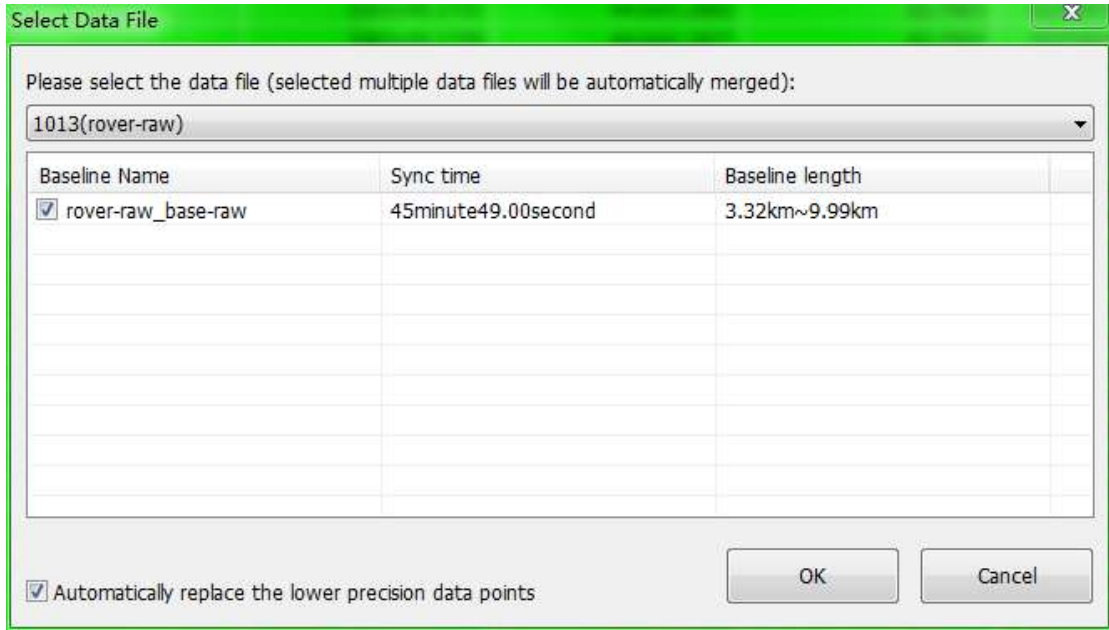 Select Data File
Please select the data file (selected multiple data files will be automatically merged):
1013(rover-raw)
Baseline Name Sync time Baseline length
rover-raw_base-raw 45minute49.00second 3.32km~9.99km
Automatically replace the lower precision data points
OK Cancel